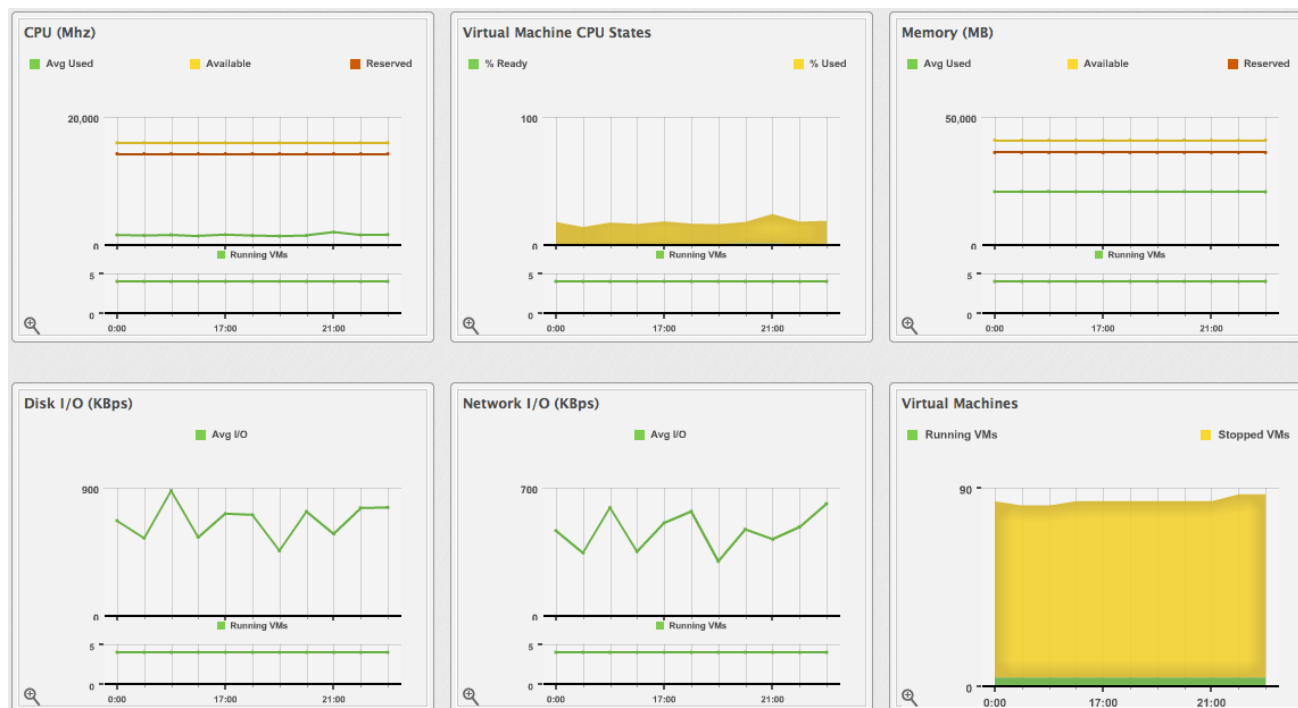 CPU (Mhz)
Avg Used
Available
Reserved
20,000
0
Running VMs
5
0
0:00
17:00
21:00
Virtual Machine CPU States
% Ready
% Used
100
0
Running VMs
5
0
0:00
17:00
21:00
Memory (MB)
Avg Used
Available
Reserved
50,000
0
Running VMs
5
0
0:00
17:00
21:00
Disk I/O (KBps)
Avg I/O
900
0
Running VMs
5
0
0:00
17:00
21:00
Network I/O (KBps)
Avg I/O
700
0
Running VMs
5
0
0:00
17:00
21:00
Virtual Machines
Running VMs
Stopped VMs
90
0
0:00
17:00
21:00